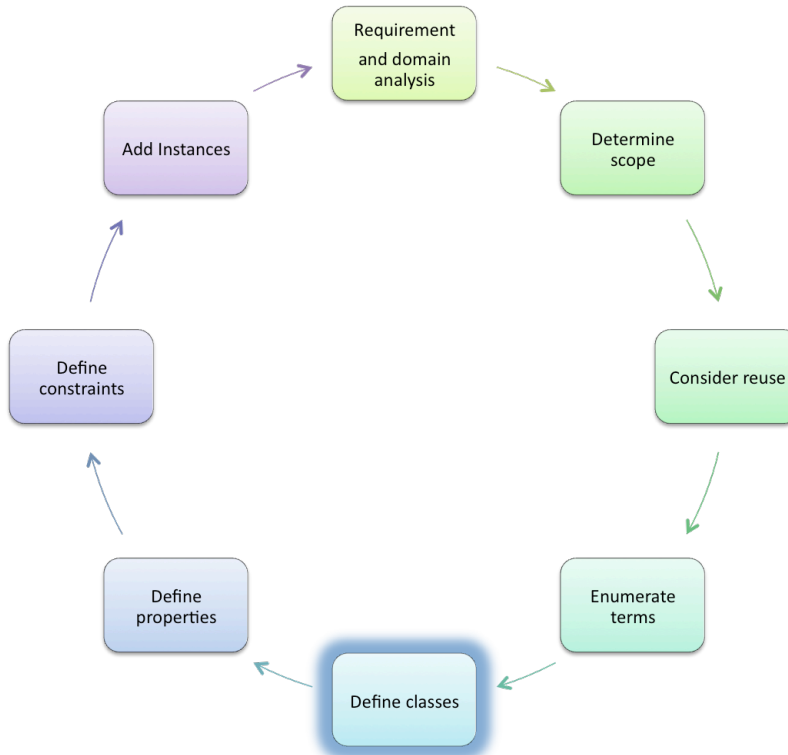 Requirement
and domain
analysis
Determine
scope
Consider reuse
Enumerate
terms
Define classes
Define
properties
Define
constraints
Add Instances